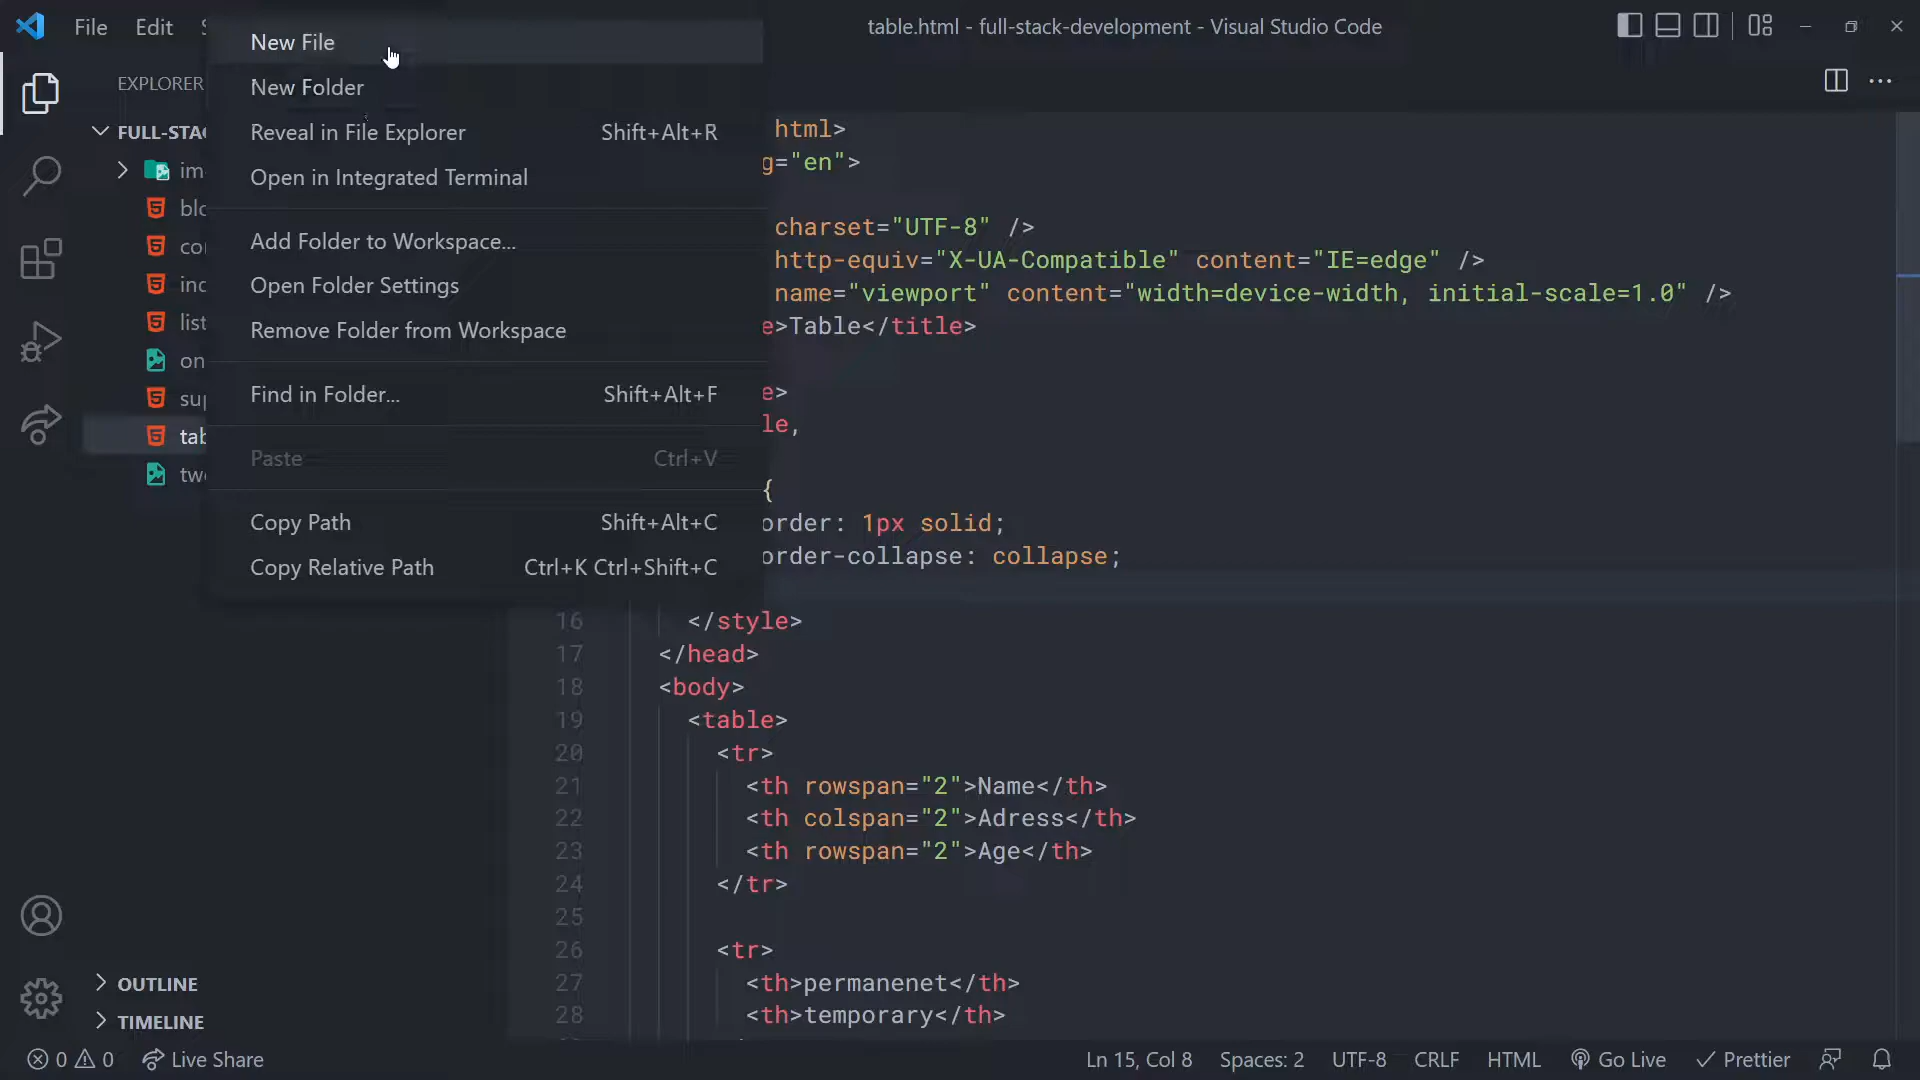 File Edit
table.html - full-stack-development - Visual Studio Code
New File
New Folder
Reveal in File Explorer Shift+Alt+R
Open in Integrated Terminal
Add Folder to Workspace...
Open Folder Settings
Remove Folder from Workspace
Find in Folder... Shift+Alt+F
Paste Ctrl+V
Copy Path Shift+Alt+C
Copy Relative Path Ctrl+K Ctrl+Shift+C
EXPLORER
FULL-STA
im
blo
co
inc
list
on
sup
tab
tw
OUTLINE
TIMELINE
html>
g="en">
charset="UTF-8" />
http-equiv="X-UA-Compatible" content="IE=edge" />
name="viewport" content="width=device-width, initial-scale=1.0" />
e>Table</title>
e>
le,
{
order: 1px solid;
order-collapse: collapse;
16 </style>
17 </head>
18 <body>
19 <table>
20 <tr>
21 <th rowspan="2">Name</th>
22 <th colspan="2">Adress</th>
23 <th rowspan="2">Age</th>
24 </tr>
25
26 <tr>
27 <th>permanenet</th>
28 <th>temporary</th>
0 0 Live Share Ln 15, Col 8 Spaces: 2 UTF-8 CRLF HTML Go Live Prettier